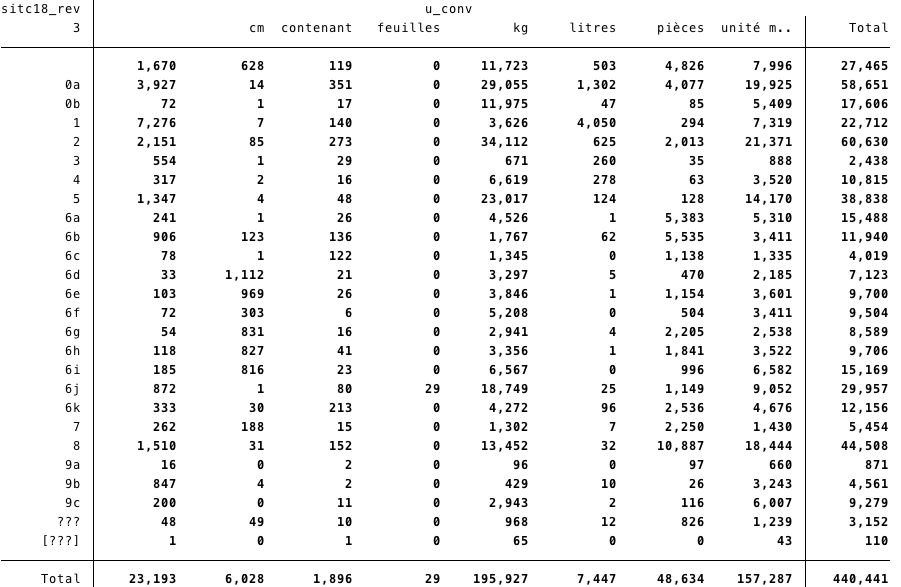 sitc18_rev u_conv
3 cm contenant feuilles kg litres pièces unité m.. Total
1,670 628 119 0 11,723 503 4,826 7,996 27,465
0a 3,927 14 351 0 29,055 1,302 4,077 19,925 58,651
0b 72 1 17 0 11,975 47 85 5,409 17,606
1 7,276 7 140 0 3,626 4,050 294 7,319 22,712
2 2,151 85 273 0 34,112 625 2,013 21,371 60,630
3 554 1 29 0 671 260 35 888 2,438
4 317 2 16 0 6,619 278 63 3,520 10,815
5 1,347 4 48 0 23,017 124 128 14,170 38,838
6a 241 1 26 0 4,526 1 5,383 5,310 15,488
6b 906 123 136 0 1,767 62 5,535 3,411 11,940
6c 78 1 122 0 1,345 0 1,138 1,335 4,019
6d 33 1,112 21 0 3,297 5 470 2,185 7,123
6e 103 969 26 0 3,846 1 1,154 3,601 9,700
6f 72 303 6 0 5,208 0 504 3,411 9,504
6g 54 831 16 0 2,941 4 2,205 2,538 8,589
6h 118 827 41 0 3,356 1 1,841 3,522 9,706
6i 185 816 23 0 6,567 0 996 6,582 15,169
6j 872 1 80 29 18,749 25 1,149 9,052 29,957
6k 333 30 213 0 4,272 96 2,536 4,676 12,156
7 262 188 15 0 1,302 7 2,250 1,430 5,454
8 1,510 31 152 0 13,452 32 10,887 18,444 44,508
9a 16 0 2 0 96 0 97 660 871
9b 847 4 2 0 429 10 26 3,243 4,561
9c 200 0 11 0 2,943 2 116 6,007 9,279
??? 48 49 10 0 968 12 826 1,239 3,152
[???] 1 0 1 0 65 0 0 43 110
Total 23,193 6,028 1,896 29 195,927 7,447 48,634 157,287 440,441